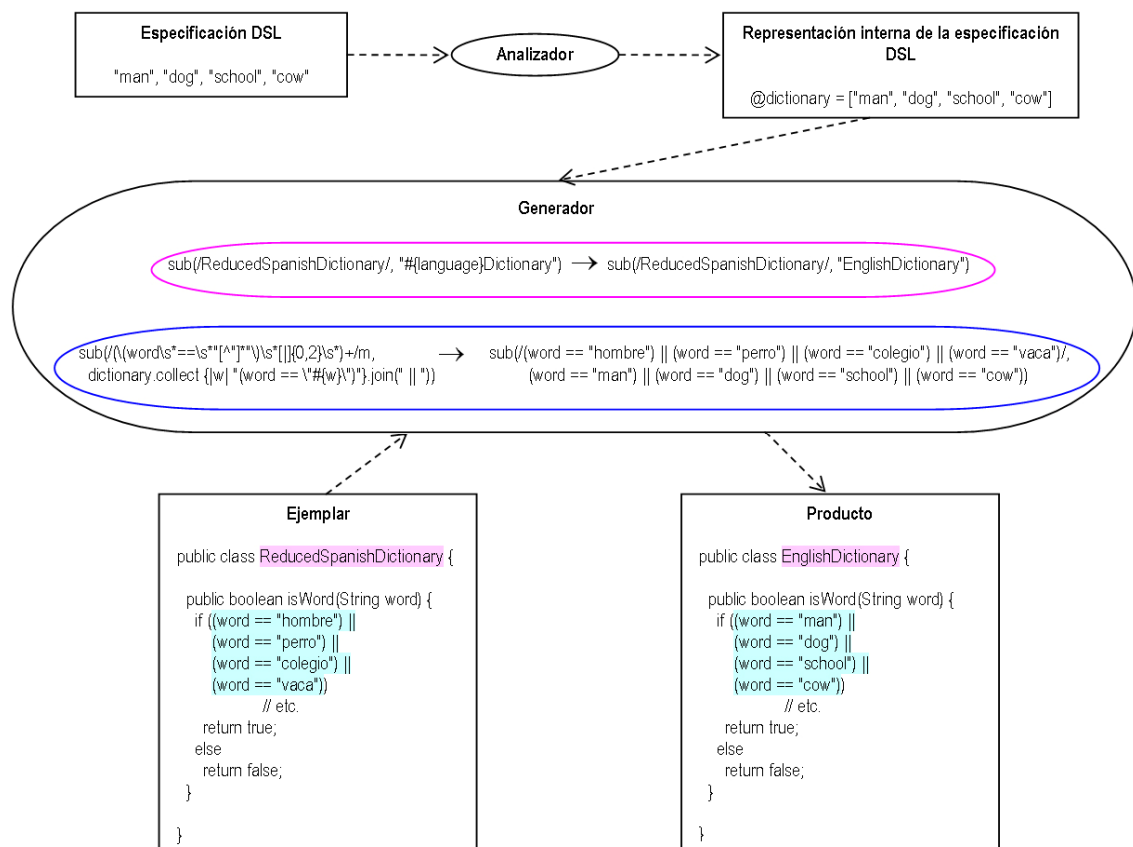 Especificación DSL
"man", "dog", "school", "cow"
Analizador
Representación interna de la especificación
DSL
@dictionary = ["man", "dog", "school", "cow"]
Generador
sub(/ReducedSpanishDictionary/, "#{language}Dictionary") → sub(/ReducedSpanishDictionary/, "EnglishDictionary")
sub(/(\(word\s*==\s*"[^"]*"\)\s*[||]{0,2}\s*)+/m,
dictionary.collect {|w| "(word == \"#{w}\")"}.join(" || "))
→
sub(/(word == "hombre") || (word == "perro") || (word == "colegio") || (word == "vaca")/,
(word == "man") || (word == "dog") || (word == "school") || (word == "cow"))
Ejemplar
public class ReducedSpanishDictionary {
public boolean isWord(String word) {
if ((word == "hombre") ||
(word == "perro") ||
(word == "colegio") ||
(word == "vaca"))
// etc.
return true;
else
return false;
}
}
Producto
public class EnglishDictionary {
public boolean isWord(String word) {
if ((word == "man") ||
(word == "dog") ||
(word == "school") ||
(word == "cow"))
// etc.
return true;
else
return false;
}
}